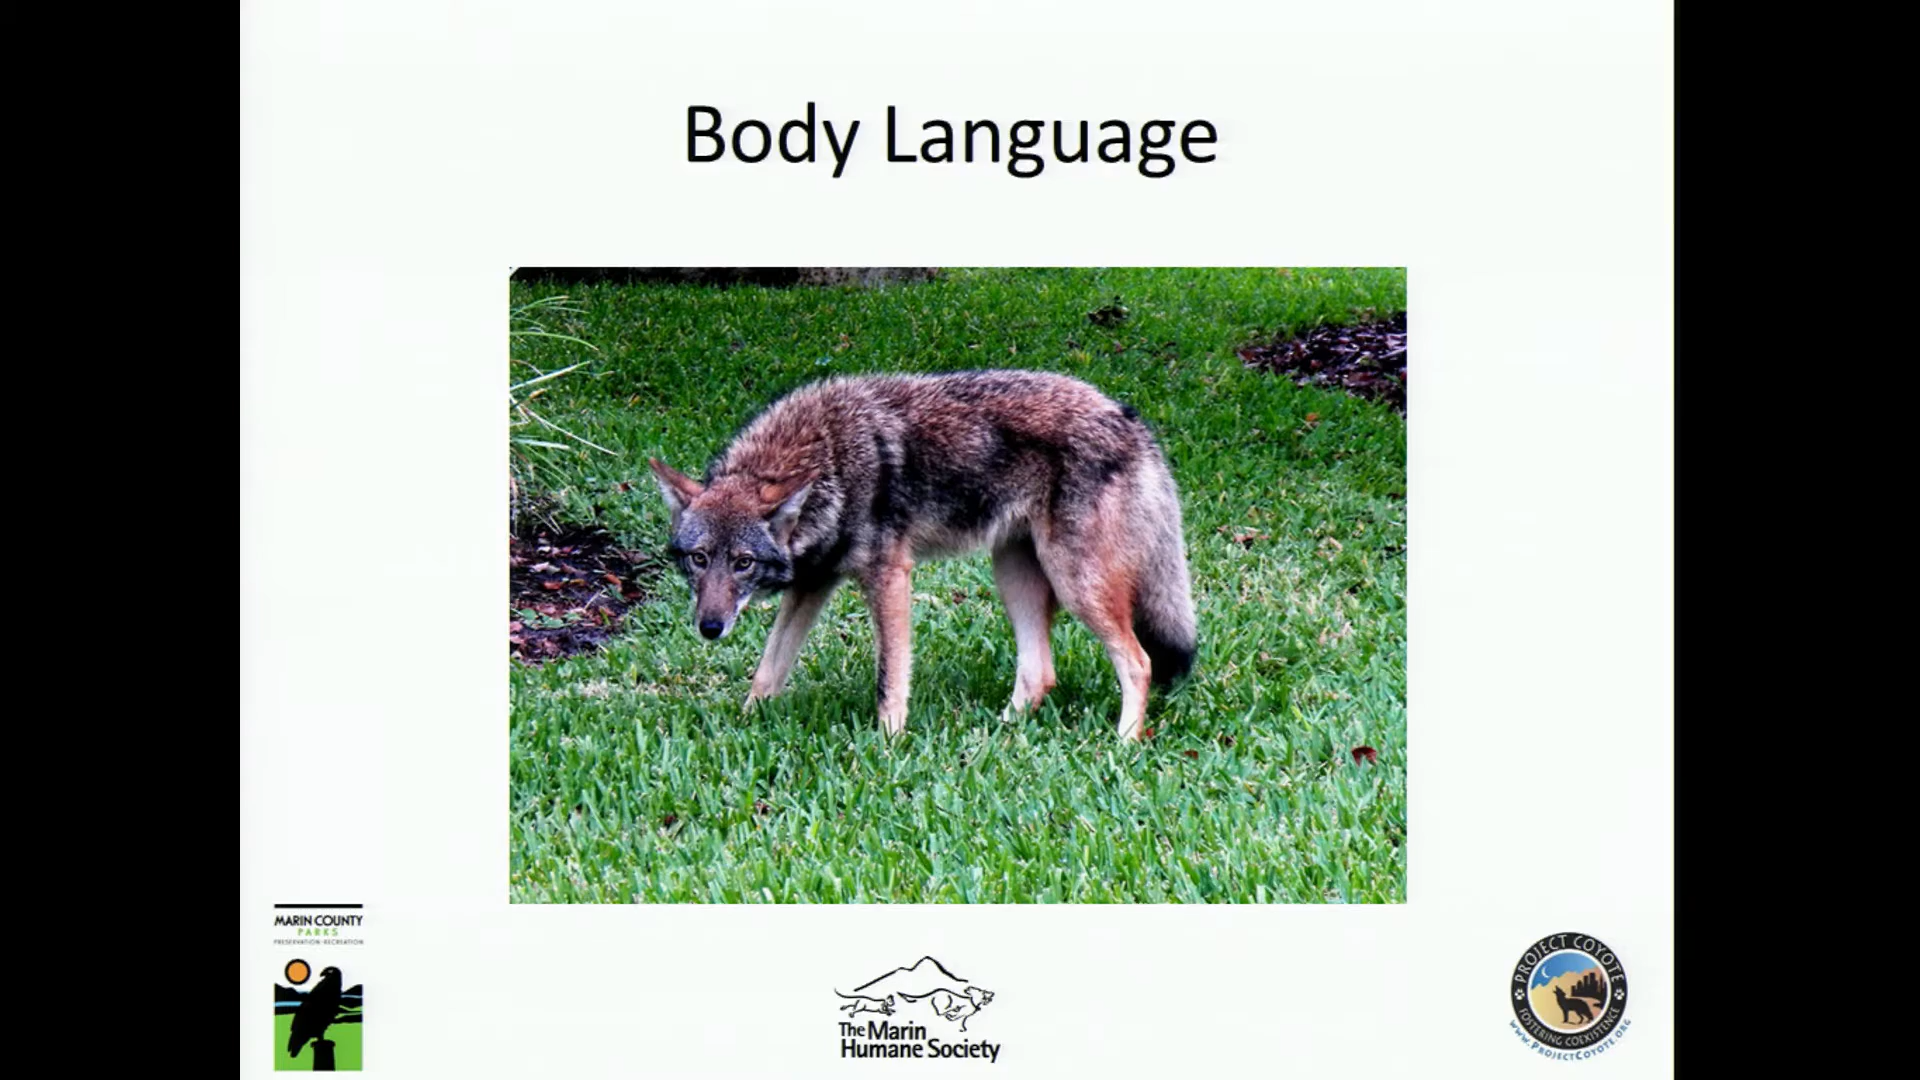 Body Language
MARIN COUNTY
PARKS
PRESERVATION·RECREATION
The Marin
Humane Society
PROJECT COYOTE
FOSTERING COEXISTENCE
WWW.PROJECTCOYOTE.ORG